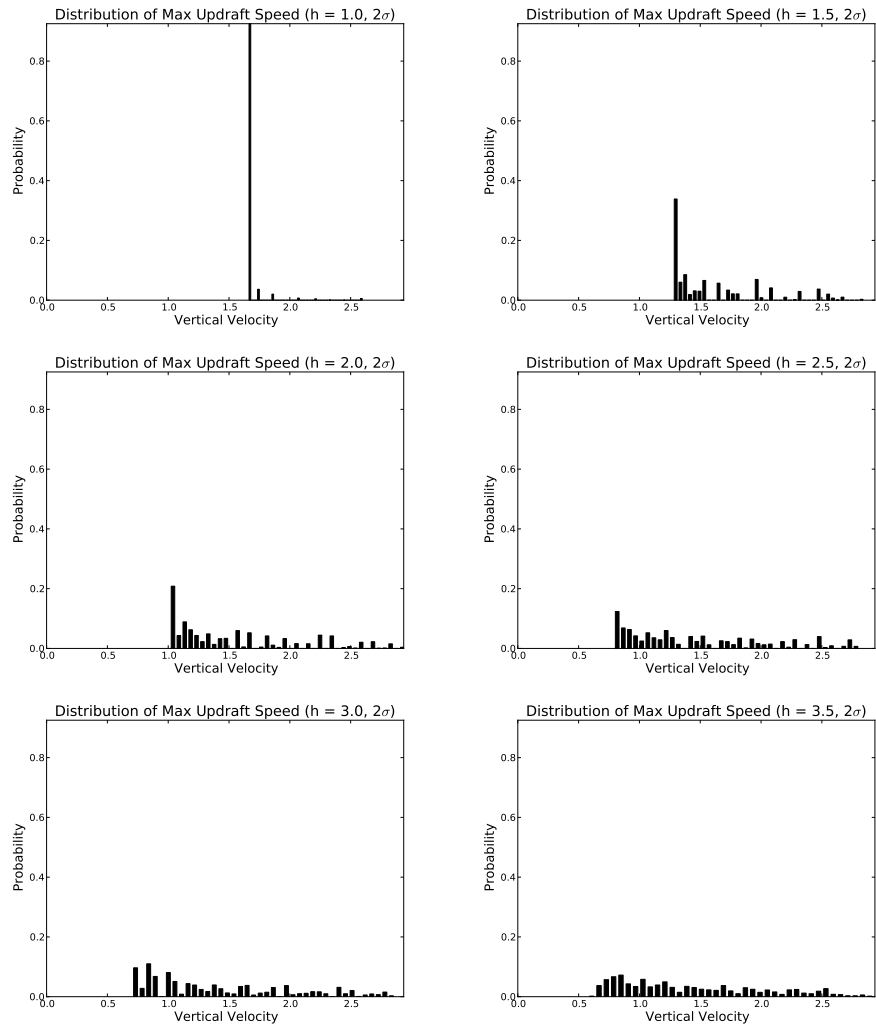 Distribution of Max Updraft Speed (h = 1.0, 2σ)
Probability
0.8
0.6
0.4
0.2
0.0
0.0 0.5 1.0 1.5 2.0 2.5
Vertical Velocity
Distribution of Max Updraft Speed (h = 1.5, 2σ)
Probability
0.8
0.6
0.4
0.2
0.0
0.0 0.5 1.0 1.5 2.0 2.5
Vertical Velocity
Distribution of Max Updraft Speed (h = 2.0, 2σ)
Probability
0.8
0.6
0.4
0.2
0.0
0.0 0.5 1.0 1.5 2.0 2.5
Vertical Velocity
Distribution of Max Updraft Speed (h = 2.5, 2σ)
Probability
0.8
0.6
0.4
0.2
0.0
0.0 0.5 1.0 1.5 2.0 2.5
Vertical Velocity
Distribution of Max Updraft Speed (h = 3.0, 2σ)
Probability
0.8
0.6
0.4
0.2
0.0
0.0 0.5 1.0 1.5 2.0 2.5
Vertical Velocity
Distribution of Max Updraft Speed (h = 3.5, 2σ)
Probability
0.8
0.6
0.4
0.2
0.0
0.0 0.5 1.0 1.5 2.0 2.5
Vertical Velocity